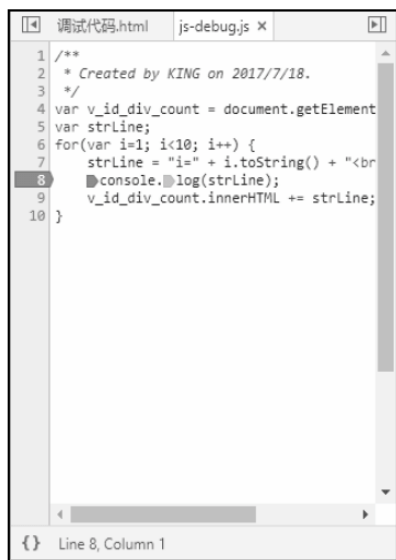 调试代码.html js-debug.js ×
1 /**
2 * Created by KING on 2017/7/18.
3 */
4 var v_id_div_count = document.getElement
5 var strLine;
6 for(var i=1; i<10; i++) {
7 strLine = "i=" + i.toString() + "<br
8 console.log(strLine);
9 v_id_div_count.innerHTML += strLine;
10 }
{} Line 8, Column 1